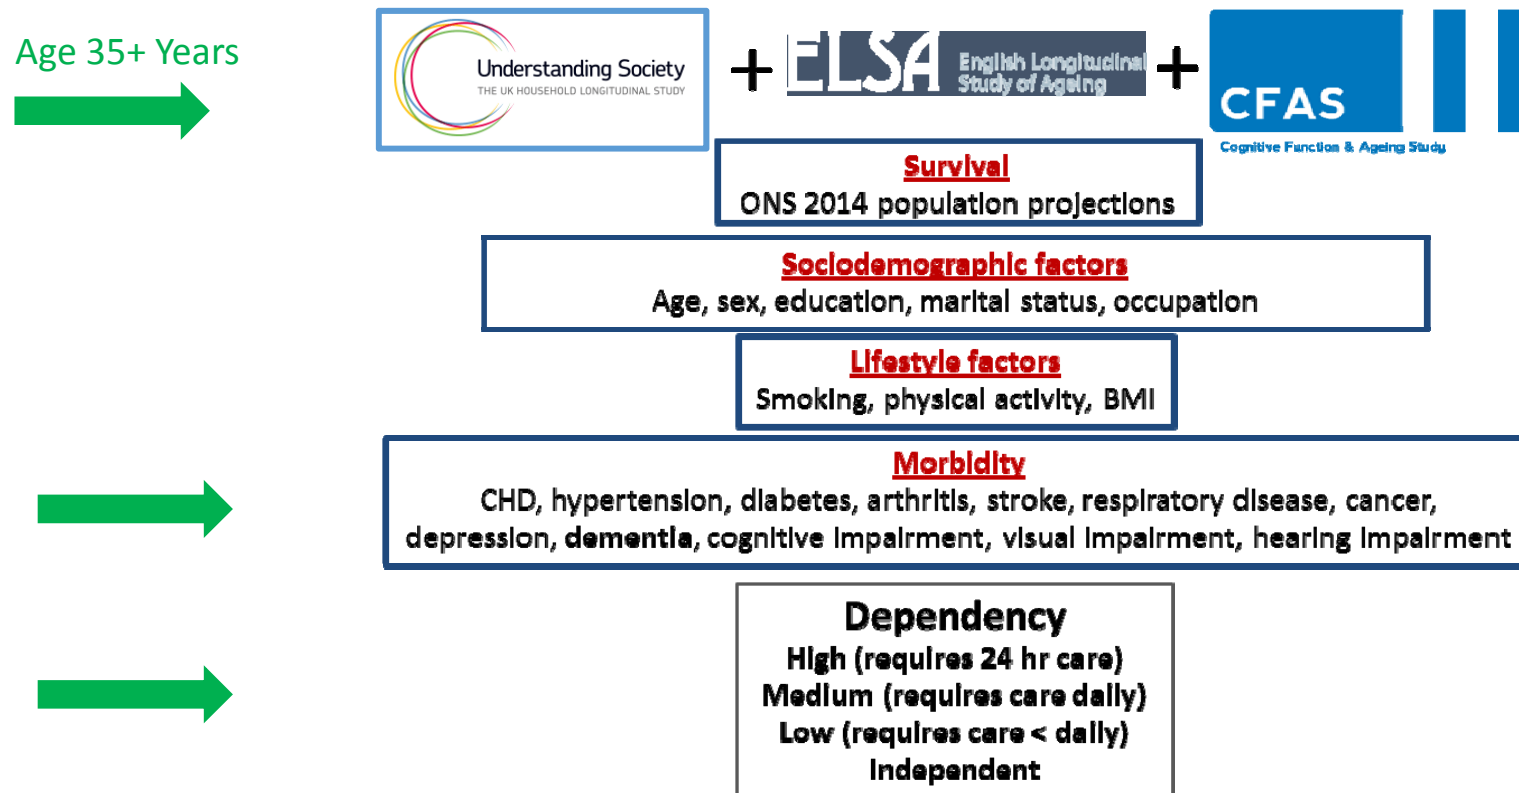 Age 35+ Years
Understanding Society
THE UK HOUSEHOLD LONGITUDINAL STUDY
+
ELSA
English Longitudinal
Study of Ageing
+
CFAS
Cognitive Function & Ageing Study
Survival
ONS 2014 population projections
Sociodemographic factors
Age, sex, education, marital status, occupation
Lifestyle factors
Smoking, physical activity, BMI
Morbidity
CHD, hypertension, diabetes, arthritis, stroke, respiratory disease, cancer,
depression, dementia, cognitive impairment, visual impairment, hearing impairment
Dependency
High (requires 24 hr care)
Medium (requires care daily)
Low (requires care < daily)
Independent